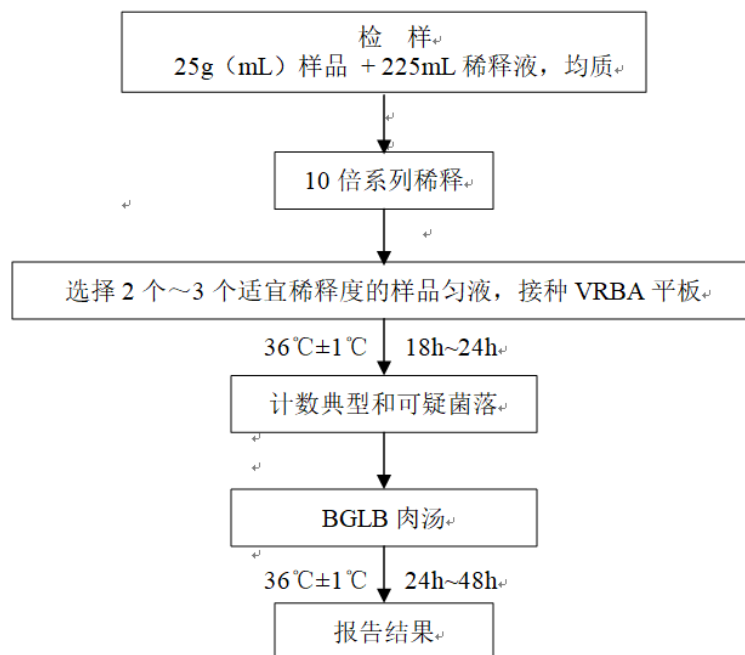 检 样
25g（mL）样品 + 225mL 稀释液，均质
10 倍系列稀释
选择 2 个～3 个适宜稀释度的样品匀液，接种 VRBA 平板
36℃±1℃ 18h~24h
计数典型和可疑菌落
BGLB 肉汤
36℃±1℃ 24h~48h
报告结果